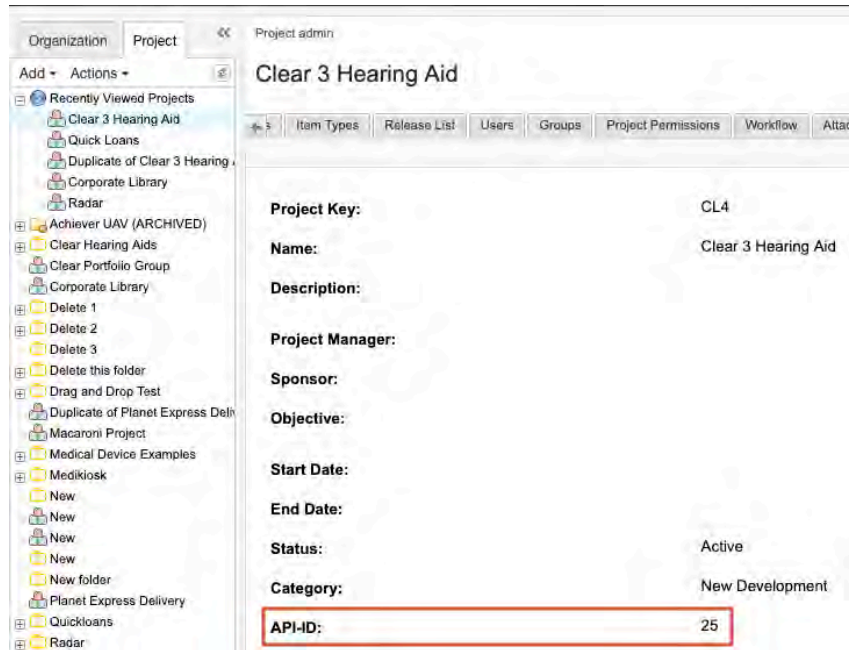 Organization
Project
Add
Actions
Recently Viewed Projects
Clear 3 Hearing Aid
Quick Loans
Duplicate of Clear 3 Hearing
Corporate Library
Radar
Achiever UAV (ARCHIVED)
Clear Hearing Aids
Clear Portfolio Group
Corporate Library
Delete 1
Delete 2
Delete 3
Delete this folder
Drag and Drop Test
Duplicate of Planet Express Deliv
Macaroni Project
Medical Device Examples
Medikiosk
New
New
New
New
New folder
Planet Express Delivery
Quickloans
Radar
Project admin
Clear 3 Hearing Aid
Item Types Release List Users Groups Project Permissions Workflow Attac
Project Key: CL4
Name: Clear 3 Hearing Aid
Description:
Project Manager:
Sponsor:
Objective:
Start Date:
End Date:
Status: Active
Category: New Development
API-ID: 25